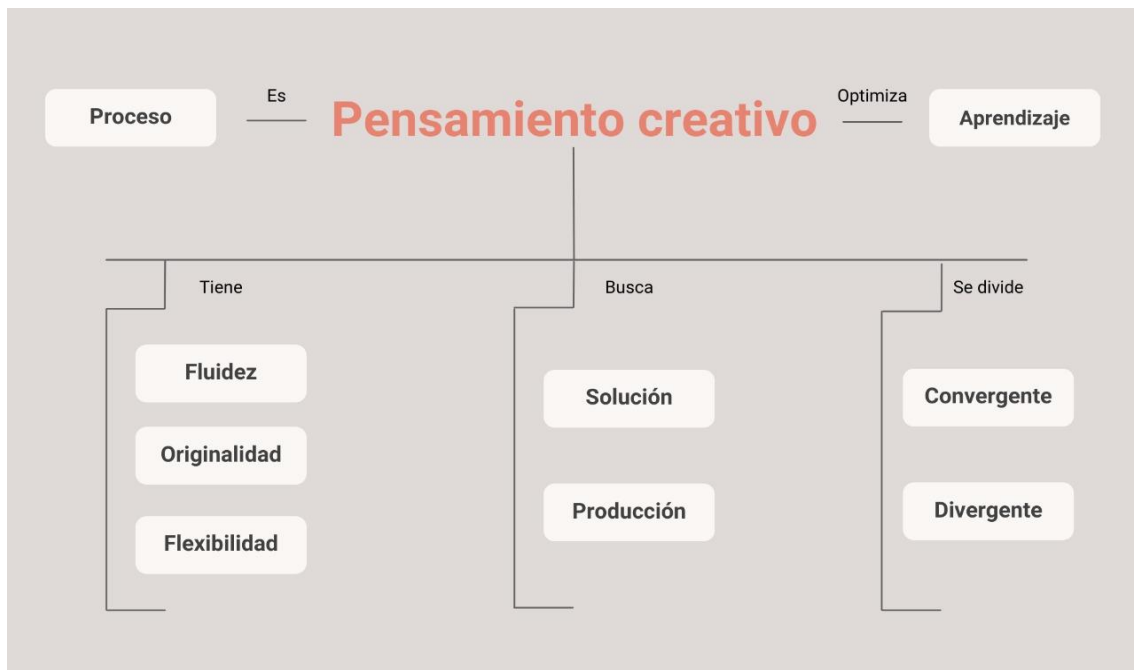 Proceso
Es
Pensamiento creativo
Optimiza
Aprendizaje
Tiene
Busca
Se divide
Fluidez
Originalidad
Flexibilidad
Solución
Producción
Convergente
Divergente